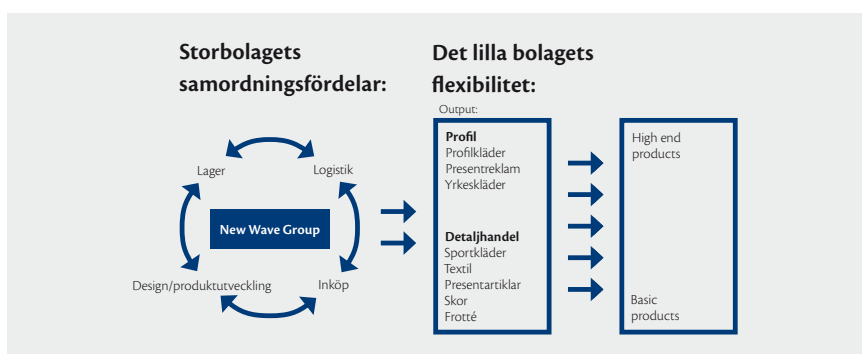 Storbolagets
samordningsfördelar:
Lager
Logistik
New Wave Group
Design/produktutveckling
Inköp
Det lilla bolagets
flexibilitet:
Output:
Profil
Profilkläder
Presentreklam
Yrkeskläder
Detaljhandel
Sportkläder
Textil
Presentartiklar
Skor
Frotté
High end
products
Basic
products